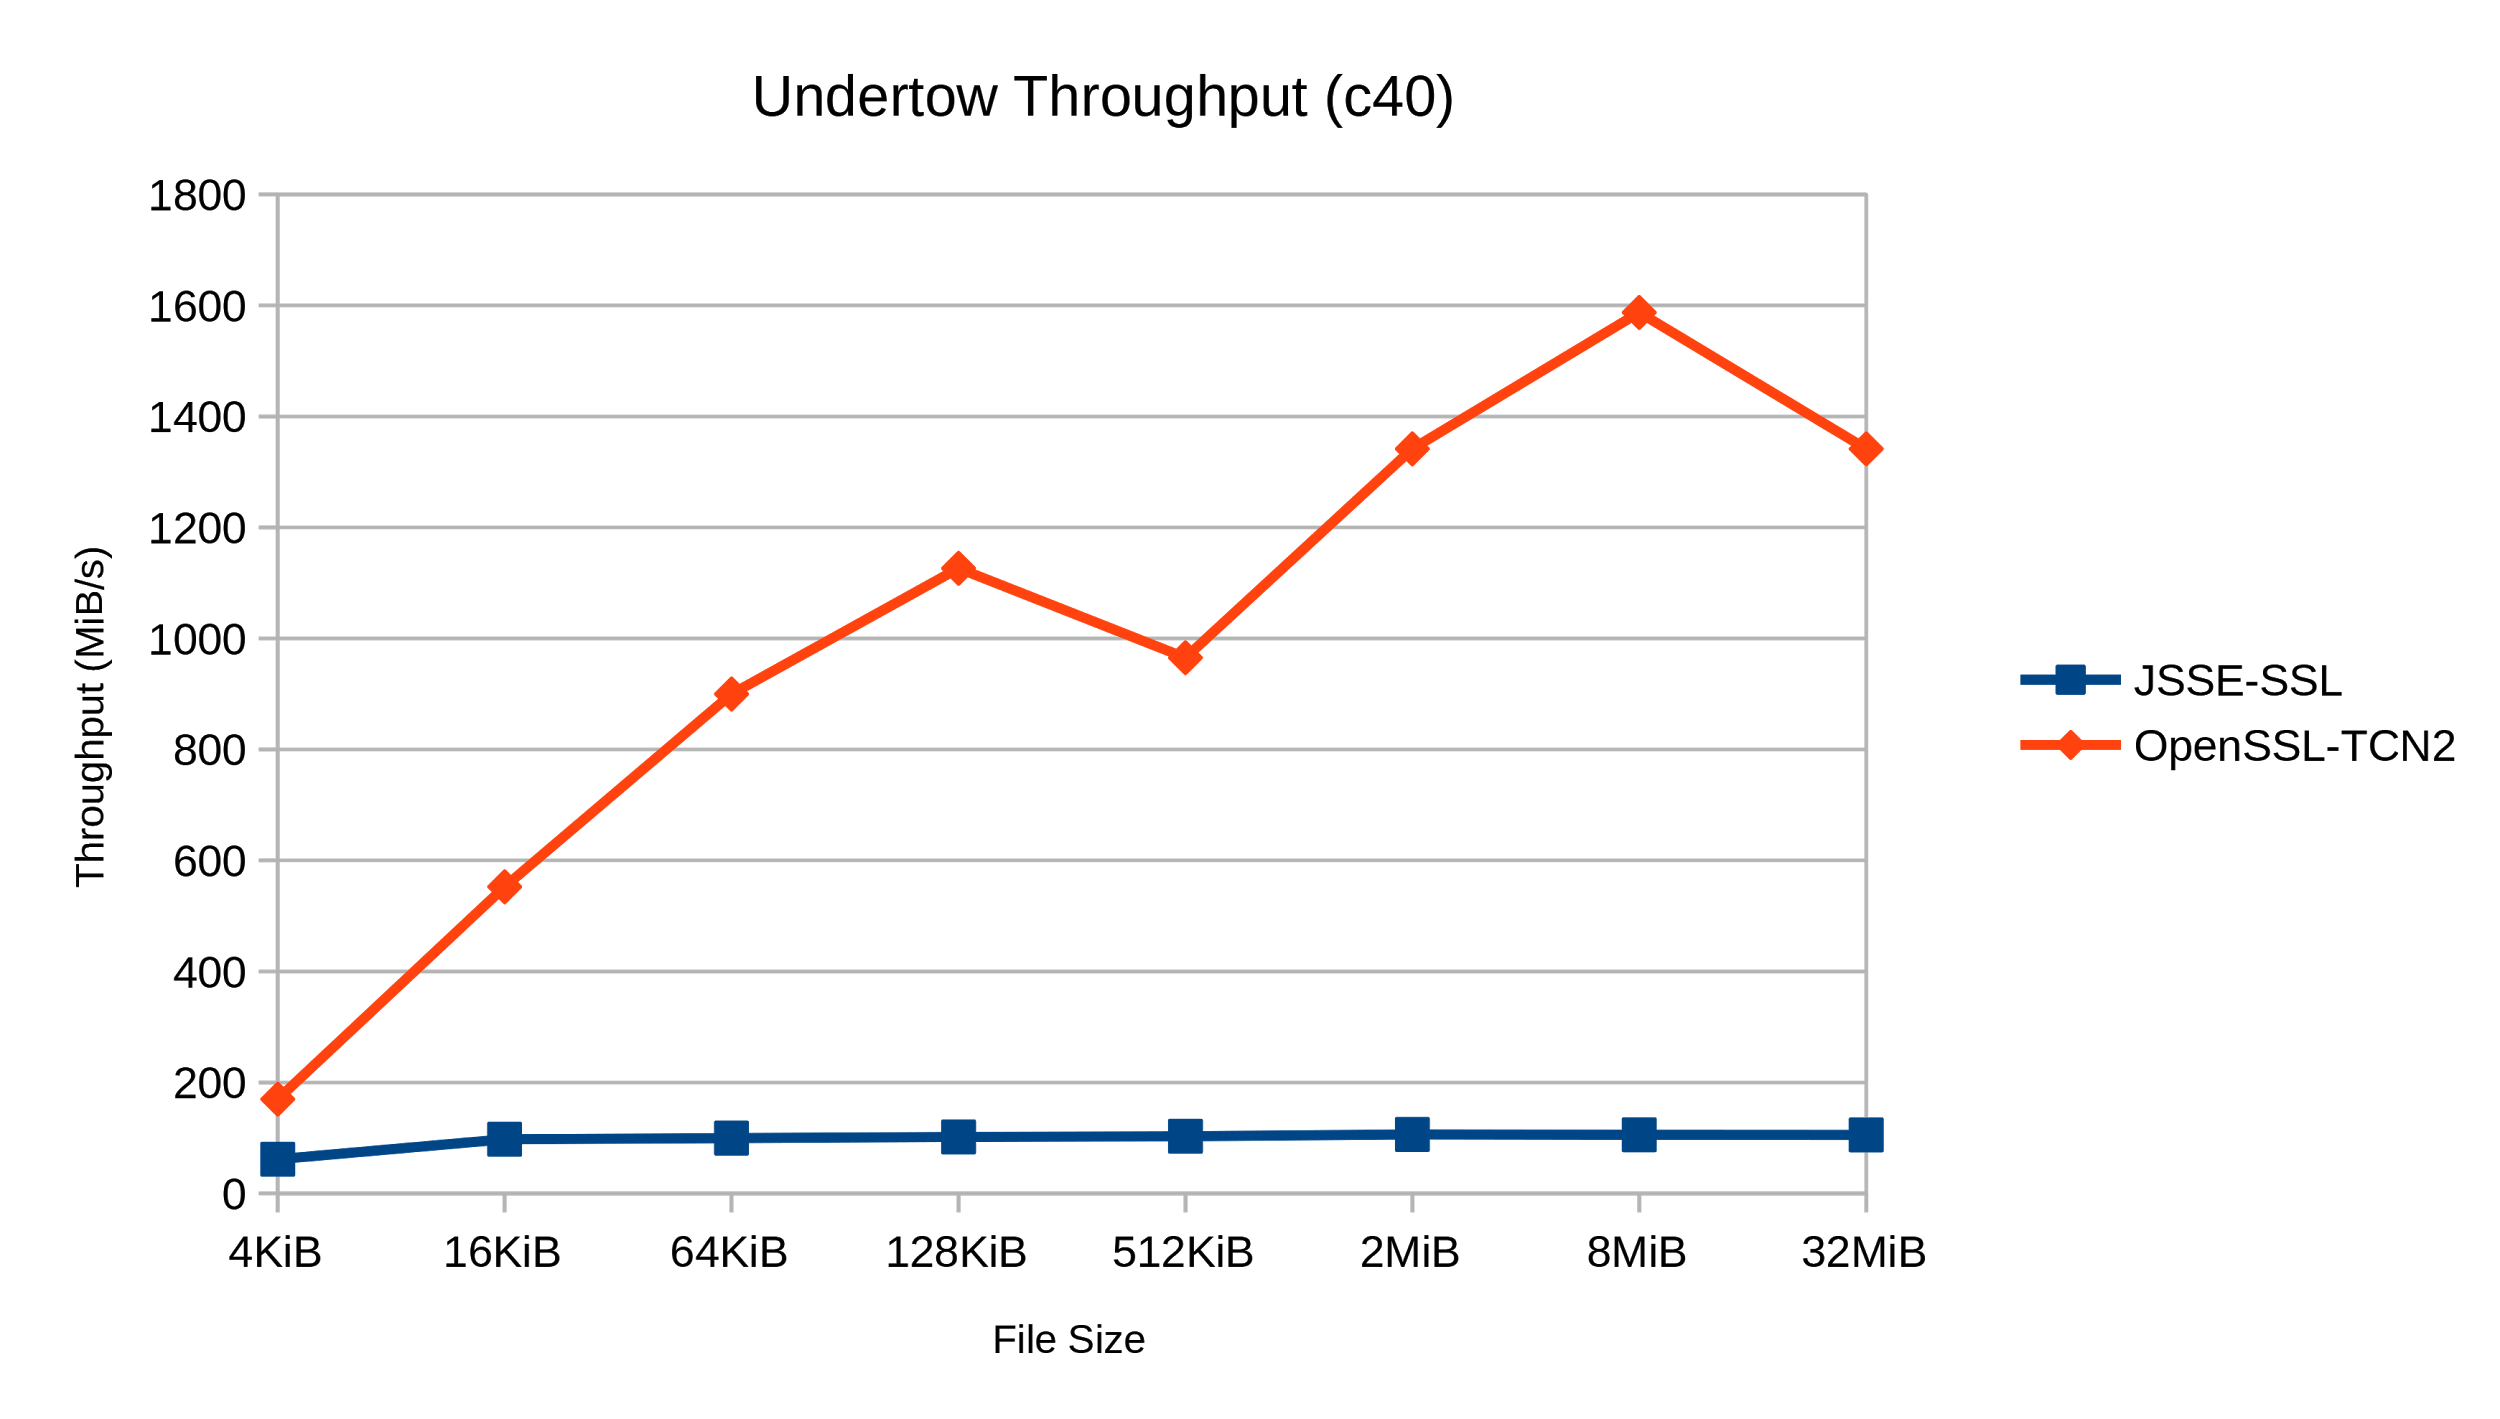 Undertow Throughput (c40)
1800
1600
1400
1200
1000
800
600
400
200
0
Throughput (MiB/s)
4KiB 16KiB 64KiB 128KiB 512KiB 2MiB 8MiB 32MiB
File Size
JSSE-SSL
OpenSSL-TCN2